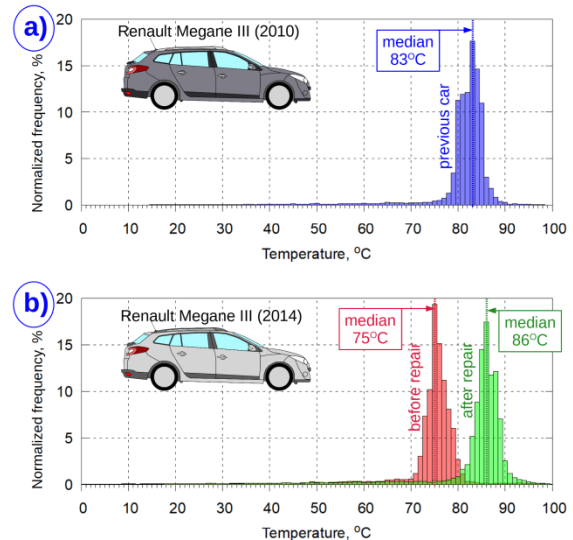 a)
Renault Megane III (2010)
median
83°C
previous car
Normalized frequency, %
20
15
10
5
0
0 10 20 30 40 50 60 70 80 90 100
Temperature, °C
b)
Renault Megane III (2014)
median
75°C
median
86°C
before repair
after repair
Normalized frequency, %
20
15
10
5
0
0 10 20 30 40 50 60 70 80 90 100
Temperature, °C